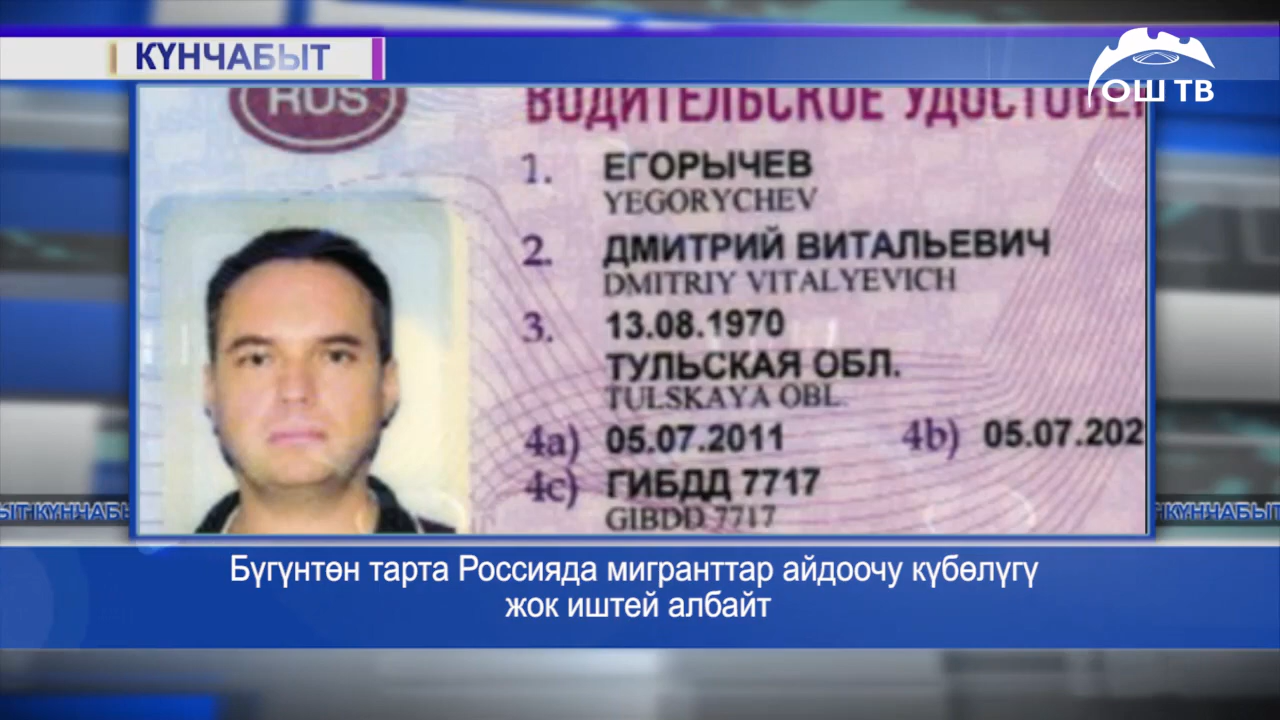 КҮНЧАБЫТ
ОШ ТВ
RUS
ВОДИТЕЛЬСКОЕ
1. ЕГОРЫЧЕВ
YEGORYCHEV
2. ДМИТРИЙ ВИТАЛЬЕВИЧ
DMITRIY VITALYEVICH
3. 13.08.1970
ТУЛЬСКАЯ ОБЛ.
TULSKAYA OBL
4a) 05.07.2011 4b) 05.07.202
4c) ГИБДД 7717
GIBDD 7717
КҮНЧАБЫТ
Бүгүнтөн тарта Россияда мигранттар айдоочу күбөлүгү
жок иштей албайт